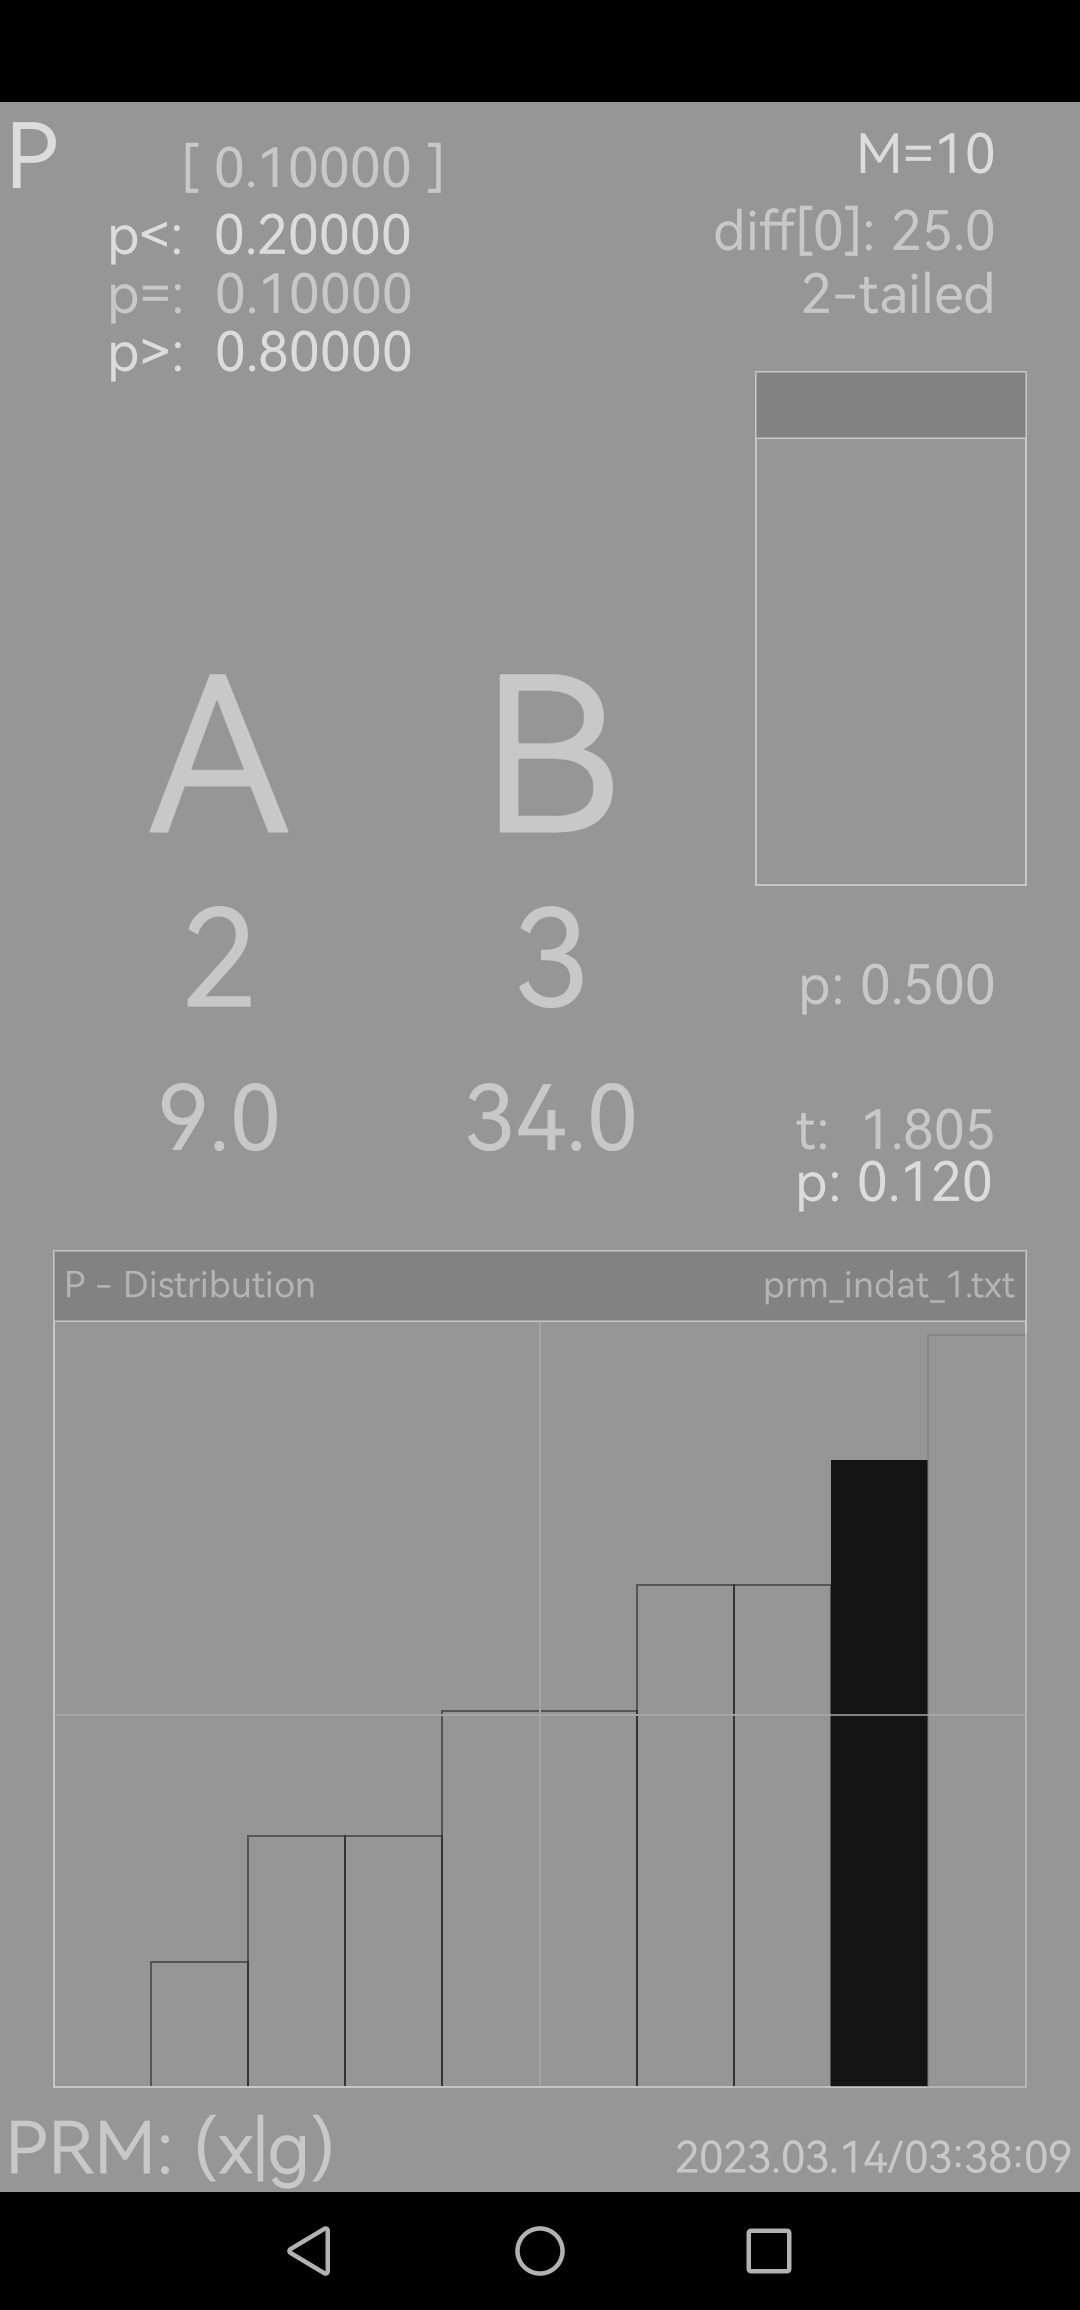 P
[ 0.10000 ]
M=10
p<: 0.20000
diff[0]: 25.0
p=: 0.10000
2-tailed
p>: 0.80000
A B
2 3
p: 0.500
9.0 34.0
t: 1.805
p: 0.120
P - Distribution
prm_indat_1.txt
PRM: (x|g)
2023.03.14/03:38:09